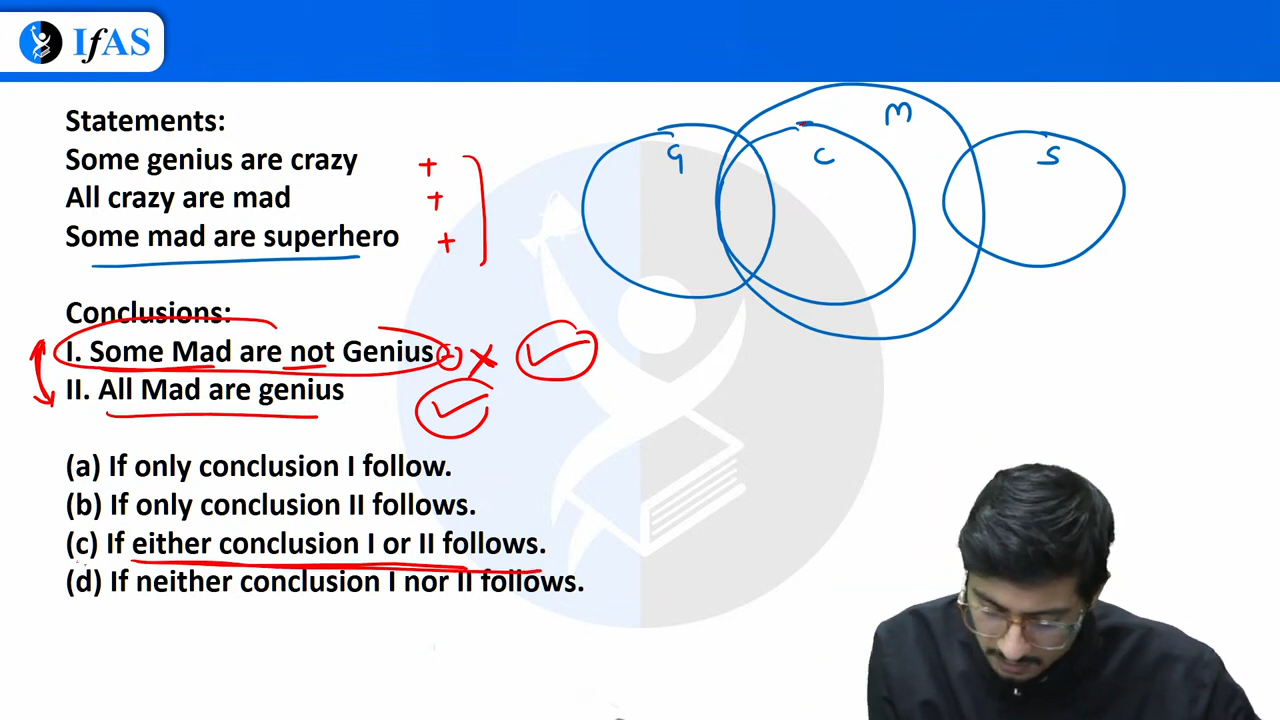 IfAS
Statements:
Some genius are crazy +
All crazy are mad +
Some mad are superhero +
Conclusions:
I. Some Mad are not Genius
II. All Mad are genius
(a) If only conclusion I follow.
(b) If only conclusion II follows.
(c) If either conclusion I or II follows.
(d) If neither conclusion I nor II follows.
G
C
M
S